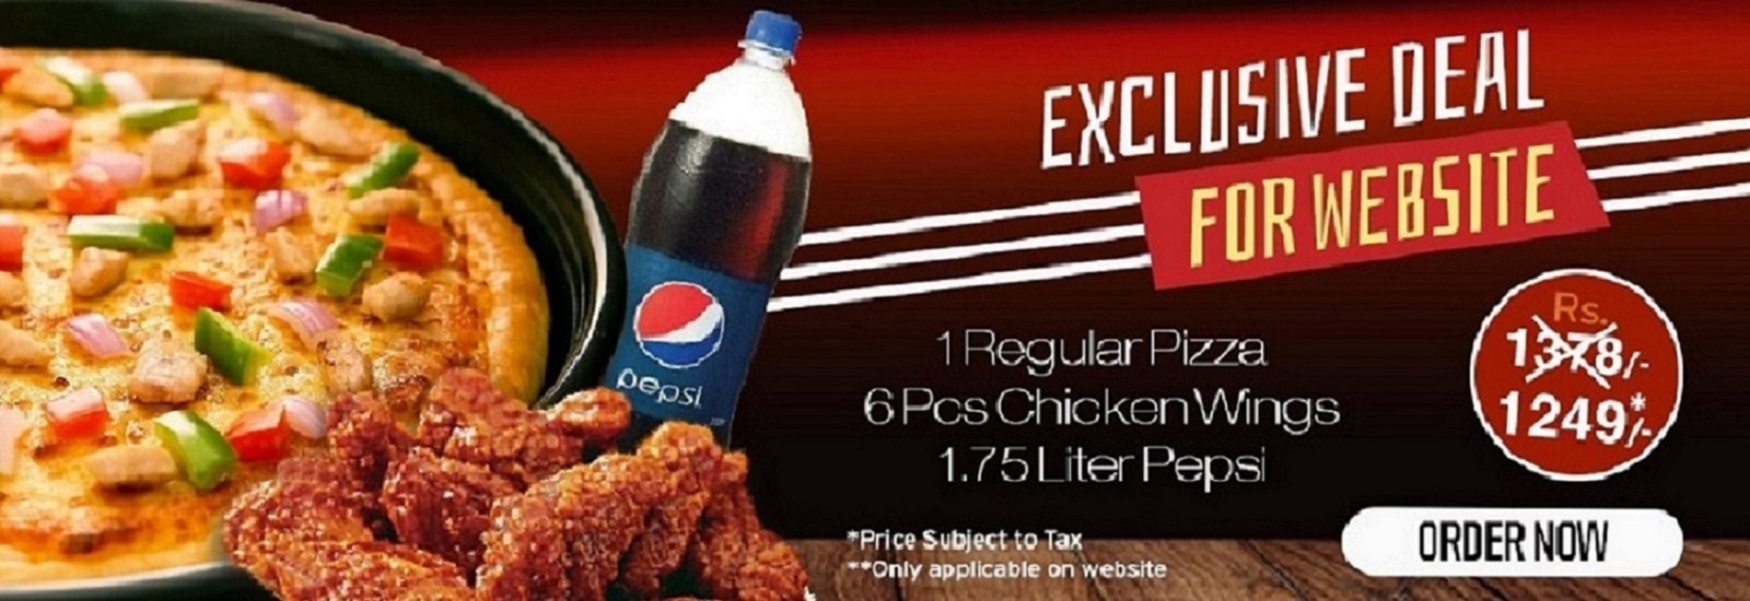 EXCLUSIVE DEAL
FOR WEBSITE
pepsi
1 Regular Pizza
6 Pcs Chicken Wings
1.75 Liter Pepsi
Rs.
1378/-
1249*/-
*Price Subject to Tax
**Only applicable on website
ORDER NOW